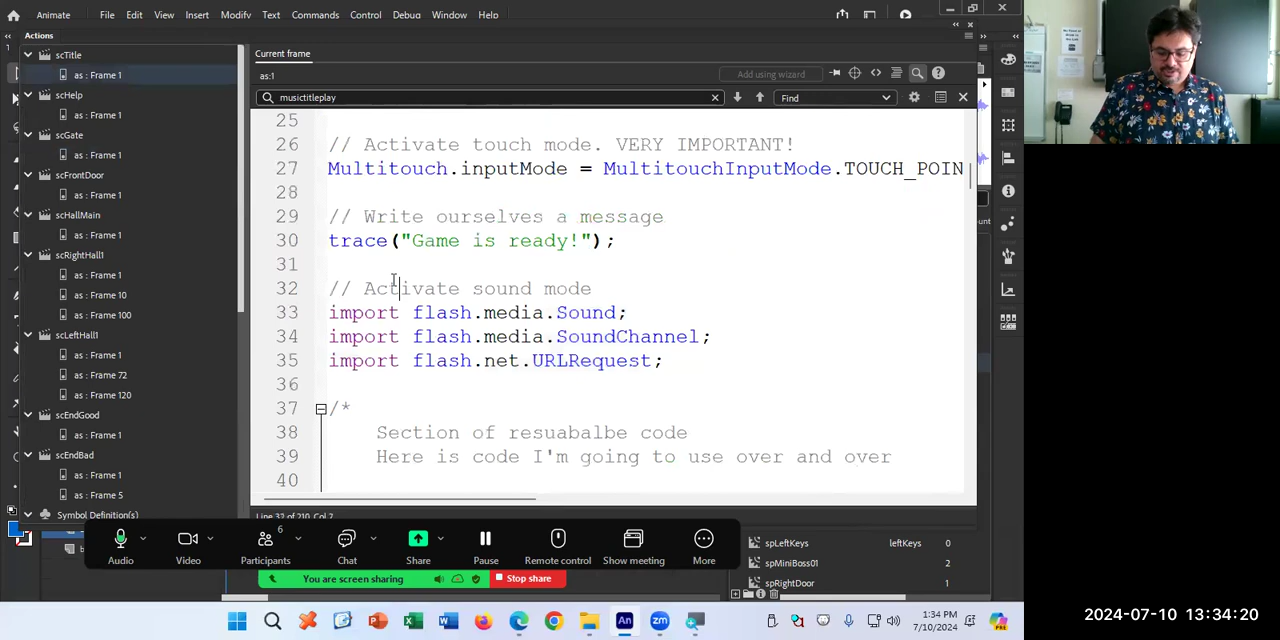 Animate File Edit View Insert Modify Text Commands Control Debug Window Help
Actions
Current frame
scTitle
as : Frame 1
scHelp
as : Frame 1
scGate
as : Frame 1
scFrontDoor
as : Frame 1
scHallMain
as : Frame 1
scRightHall1
as : Frame 1
as : Frame 10
as : Frame 100
scLeftHall1
as : Frame 1
as : Frame 72
as : Frame 120
scEndGood
as : Frame 1
scEndBad
as : Frame 5
Symbol Definition(s)
as:1
Add using wizard
musictitleplay
Find
25
26 // Activate touch mode. VERY IMPORTANT!
27 Multitouch.inputMode = MultitouchInputMode.TOUCH_POIN
28
29 // Write ourselves a message
30 trace("Game is ready!");
31
32 // Activate sound mode
33 import flash.media.Sound;
34 import flash.media.SoundChannel;
35 import flash.net.URLRequest;
36
37 /*
38 Section of resuabalbe code
39 Here is code I'm going to use over and over
40
Line 32 of 210, Col 2
6
Audio Video Participants Chat Share Pause Remote control Show meeting More
You are screen sharing Stop share
spLeftKeys leftKeys 0
spMiniBoss01 2
spRightDoor 1
1:34 PM
7/10/2024
2024-07-10 13:34:20